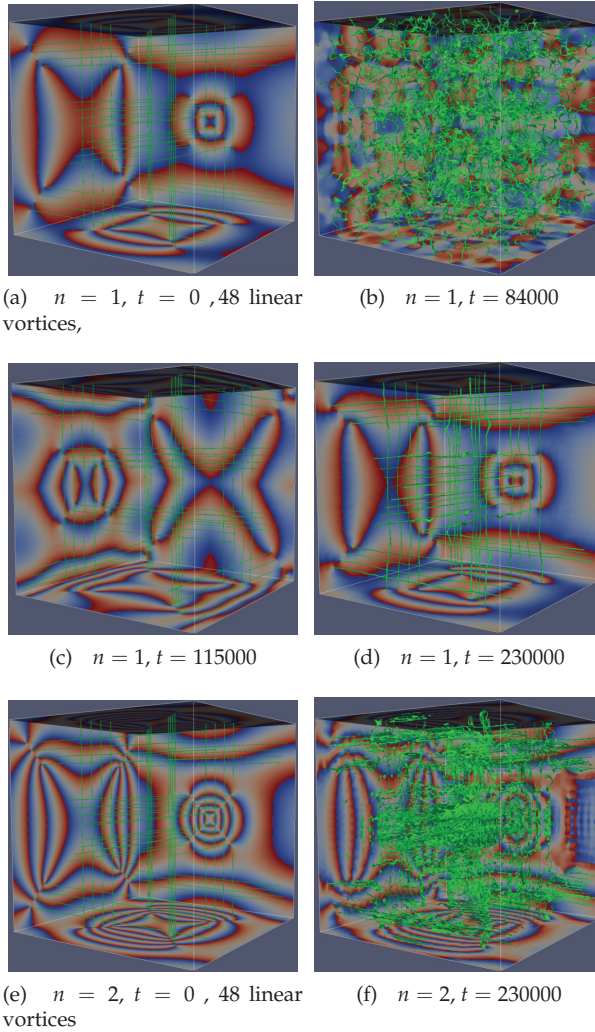 (a) n = 1, t = 0 ,48 linear
vortices,
(b) n = 1, t = 84000
(c) n = 1, t = 115000
(d) n = 1, t = 230000
(e) n = 2, t = 0 , 48 linear
vortices
(f) n = 2, t = 230000